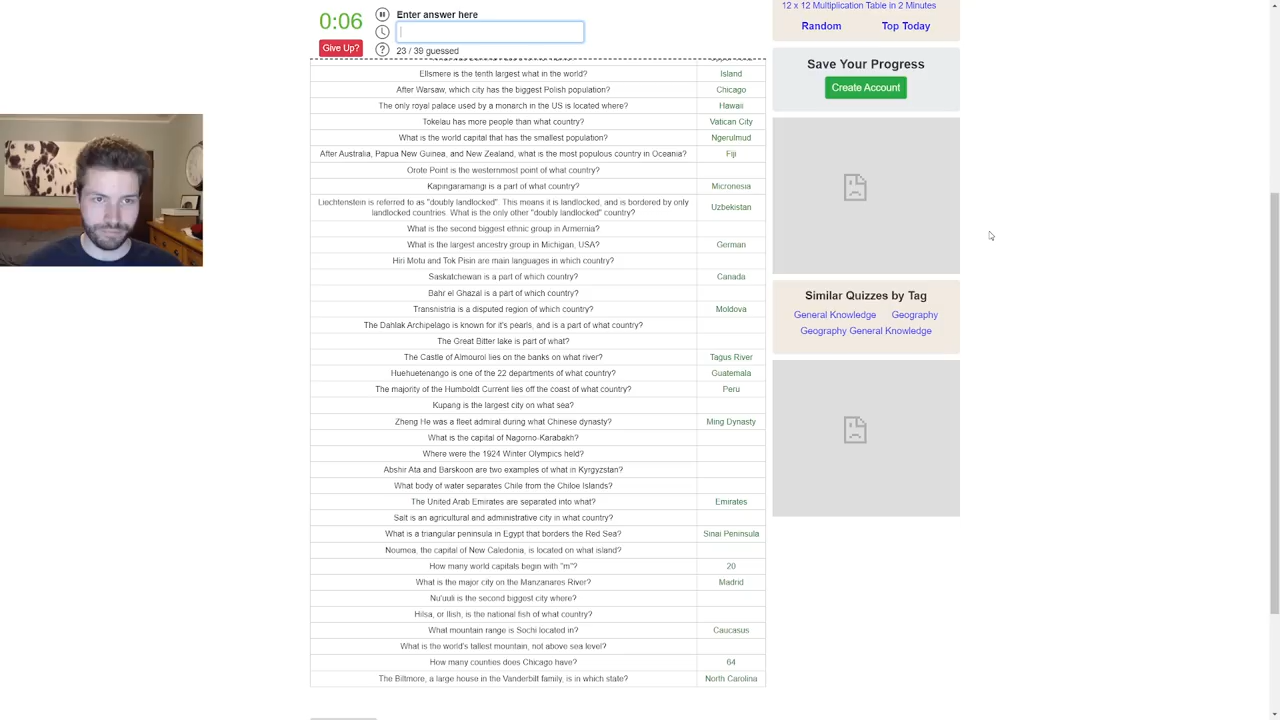 0:06
Give Up?
Enter answer here
23 / 39 guessed
Ellsmere is the tenth largest what in the world? Island
After Warsaw, which city has the biggest Polish population? Chicago
The only royal palace used by a monarch in the US is located where? Hawaii
Tokelau has more people than what country? Vatican City
What is the world capital that has the smallest population? Ngerulmud
After Australia, Papua New Guinea, and New Zealand, what is the most populous country in Oceania? Fiji
Orote Point is the westernmost point of what country?
Kapingaramangi is a part of what country? Micronesia
Liechtenstein is referred to as "doubly landlocked". This means it is landlocked, and is bordered by only
landlocked countries. What is the only other "doubly landlocked" country? Uzbekistan
What is the second biggest ethnic group in Armernia?
What is the largest ancestry group in Michigan, USA? German
Hiri Motu and Tok Pisin are main languages in which country?
Saskatchewan is a part of which country? Canada
Bahr el Ghazal is a part of which country?
Transnistria is a disputed region of which country? Moldova
The Dahlak Archipelago is known for it's pearls, and is a part of what country?
The Great Bitter lake is part of what?
The Castle of Almourol lies on the banks on what river? Tagus River
Huehuetenango is one of the 22 departments of what country? Guatemala
The majority of the Humboldt Current lies off the coast of what country? Peru
Kupang is the largest city on what sea?
Zheng He was a fleet admiral during what Chinese dynasty? Ming Dynasty
What is the capital of Nagorno-Karabakh?
Where were the 1924 Winter Olympics held?
Abshir Ata and Barskoon are two examples of what in Kyrgyzstan?
What body of water separates Chile from the Chiloe Islands?
The United Arab Emirates are separated into what? Emirates
Salt is an agricultural and administrative city in what country?
What is a triangular peninsula in Egypt that borders the Red Sea? Sinai Peninsula
Noumea, the capital of New Caledonia, is located on what island?
How many world capitals begin with "m"? 20
What is the major city on the Manzanares River? Madrid
Nu'uuli is the second biggest city where?
Hilsa, or Ilish, is the national fish of what country?
What mountain range is Sochi located in? Caucasus
What is the world's tallest mountain, not above sea level?
How many counties does Chicago have? 64
The Biltmore, a large house in the Vanderbilt family, is in which state? North Carolina
12 x 12 Multiplication Table in 2 Minutes
Random Top Today
Save Your Progress
Create Account
Similar Quizzes by Tag
General Knowledge Geography
Geography General Knowledge